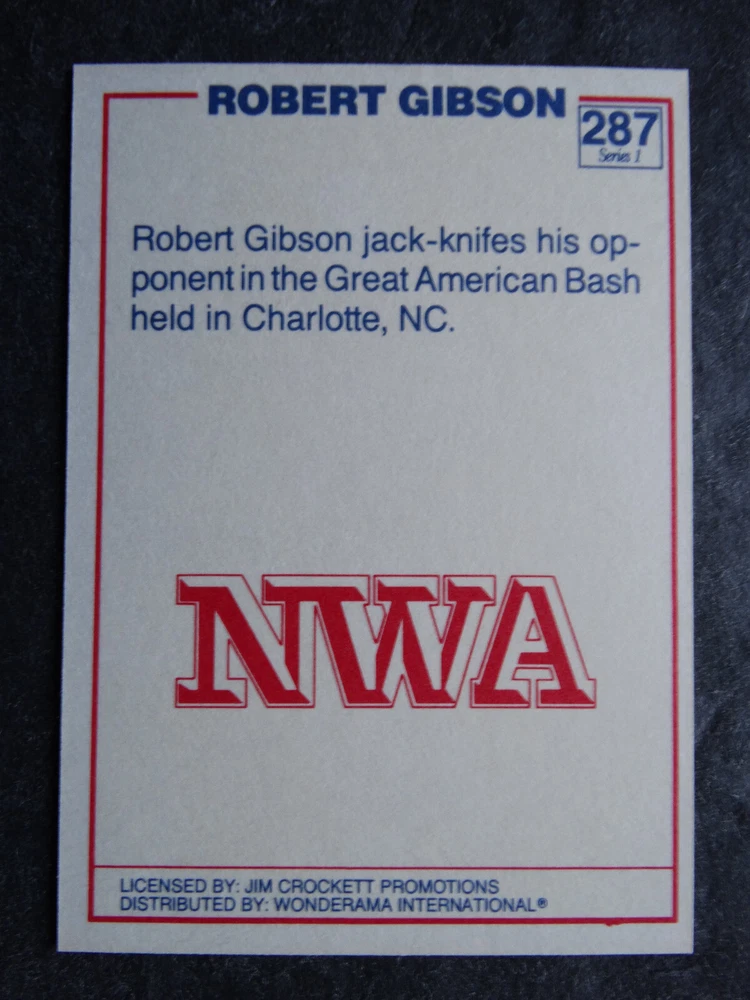 ROBERT GIBSON
287
Series 1
Robert Gibson jack-knifes his op-
ponent in the Great American Bash
held in Charlotte, NC.
NWA
LICENSED BY: JIM CROCKETT PROMOTIONS
DISTRIBUTED BY: WONDERAMA INTERNATIONAL®